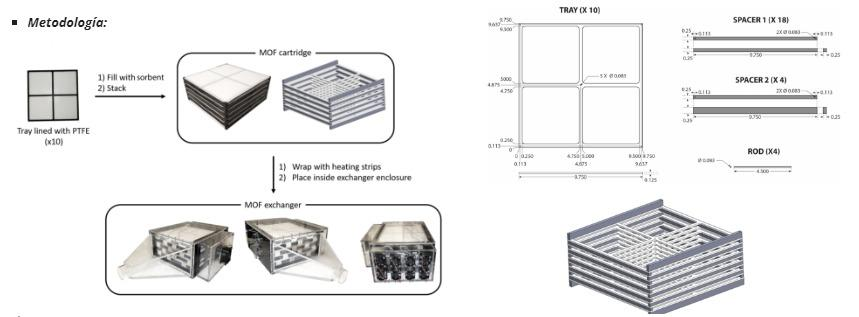 ▪ Metodología:
MOF cartridge
1) Fill with sorbent
2) Stack
Tray lined with PTFE
(x10)
1) Wrap with heating strips
2) Place inside exchanger enclosure
MOF exchanger
TRAY (X 10)
9.750
9.637
9.500
5.000
4.875
4.750
5 X Ø 0.083
0.250
0.113
0
0 0.250 4.750 5.000 9.500 9.750
0.113 4.875 9.637
9.750
0.125
SPACER 1 (X 18)
0.25 0.113 2X Ø 0.083 0.113
9.750
0.25 0.25
SPACER 2 (X 4)
0.25 0.113 2X Ø 0.083 0.113
9.750
0.25 0.25
ROD (X4)
Ø 0.083
4.500